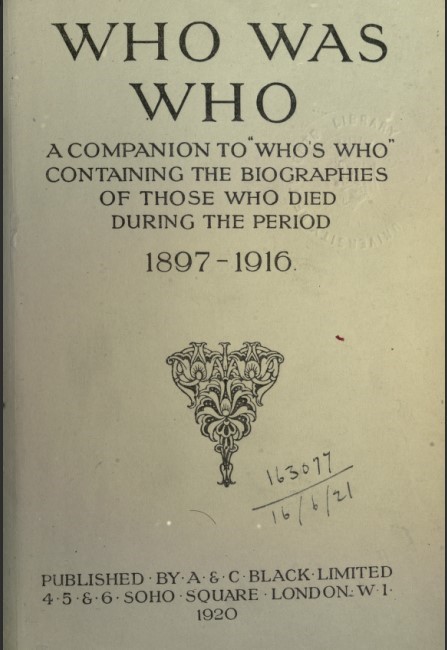 WHO WAS
WHO
A COMPANION TO "WHO'S WHO"
CONTAINING THE BIOGRAPHIES
OF THOSE WHO DIED
DURING THE PERIOD
1897-1916.
163077
16/6/21
PUBLISHED · BY · A · & · C · BLACK · LIMITED
4 · 5 · & · 6 · SOHO · SQUARE · LONDON · W · 1 ·
1920